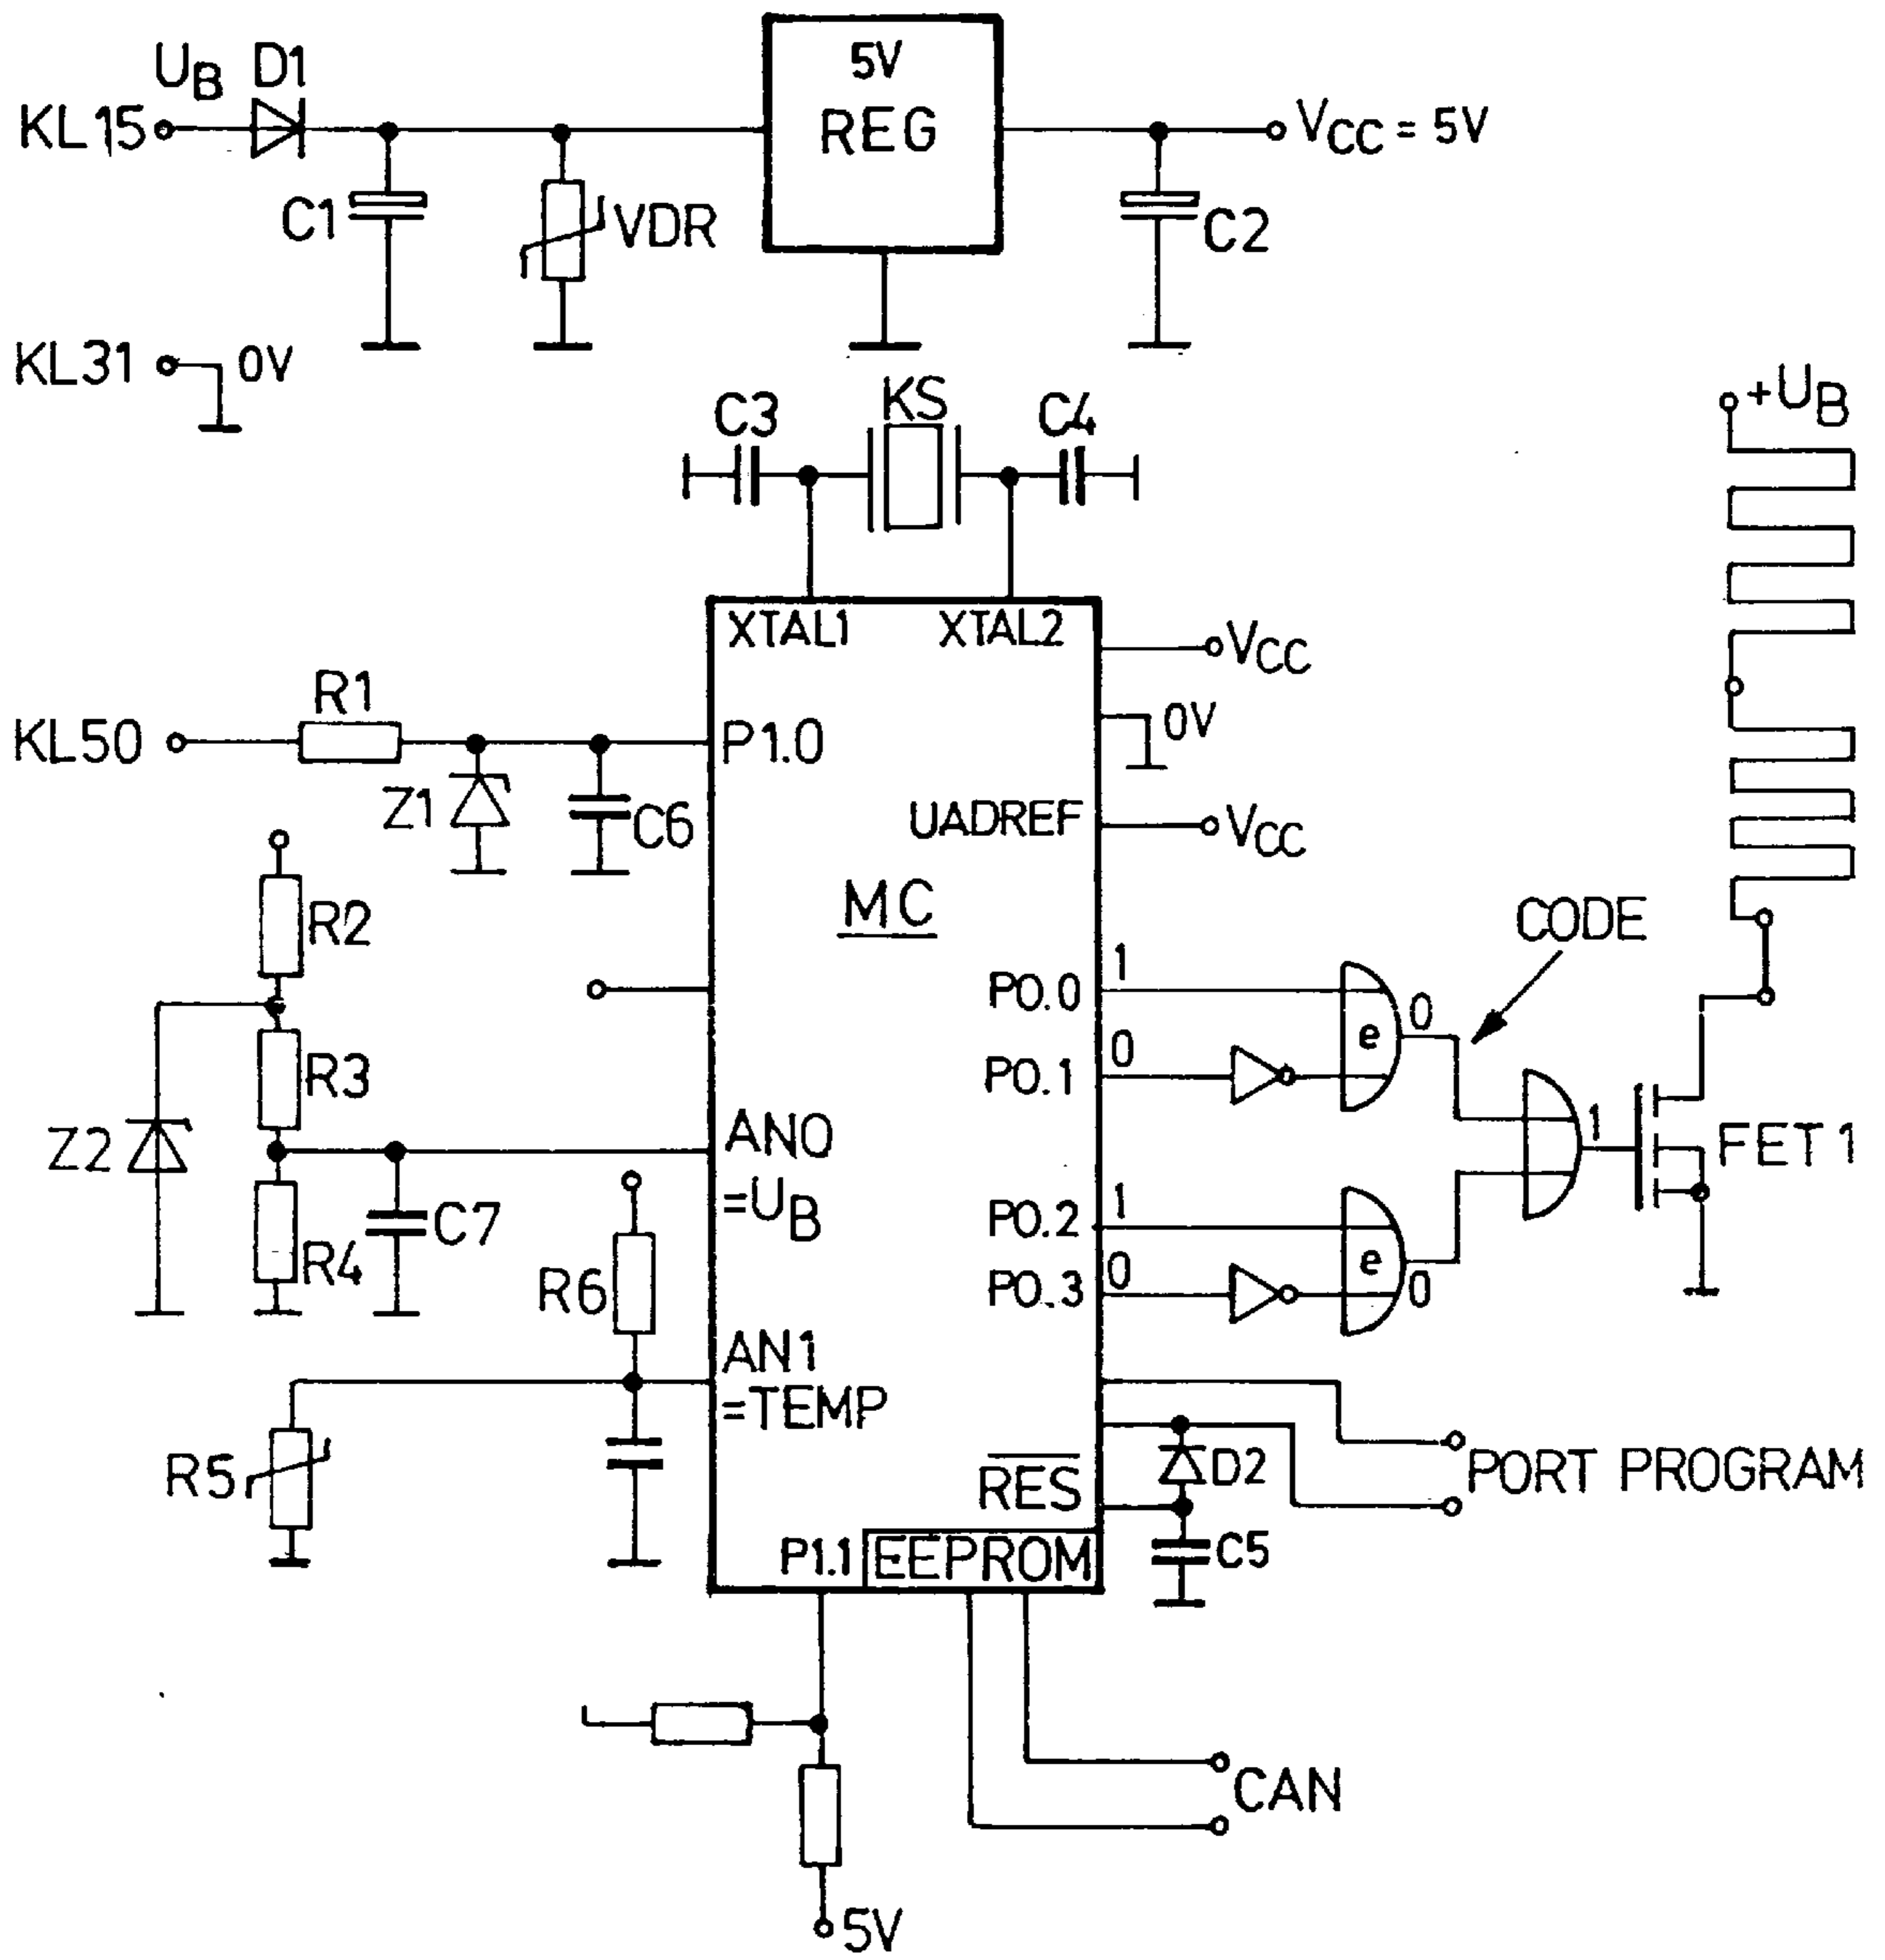 UB D1
KL15
5V
REG
VCC = 5V
C1
VDR
C2
KL31 0V
C3 KS C4
+UB
XTAL1 XTAL2
VCC
R1
KL50
P1.0
0V
Z1
C6
UADREF
VCC
MC
R2
CODE
P0.0
1
e
0
R3
P0.1
0
Z2
AN0
=UB
1
FET1
C7
R4
P0.2
1
R6
P0.3
0
e
0
AN1
=TEMP
R5
RES
D2
PORT PROGRAM
P1.1
EEPROM
C5
CAN
5V